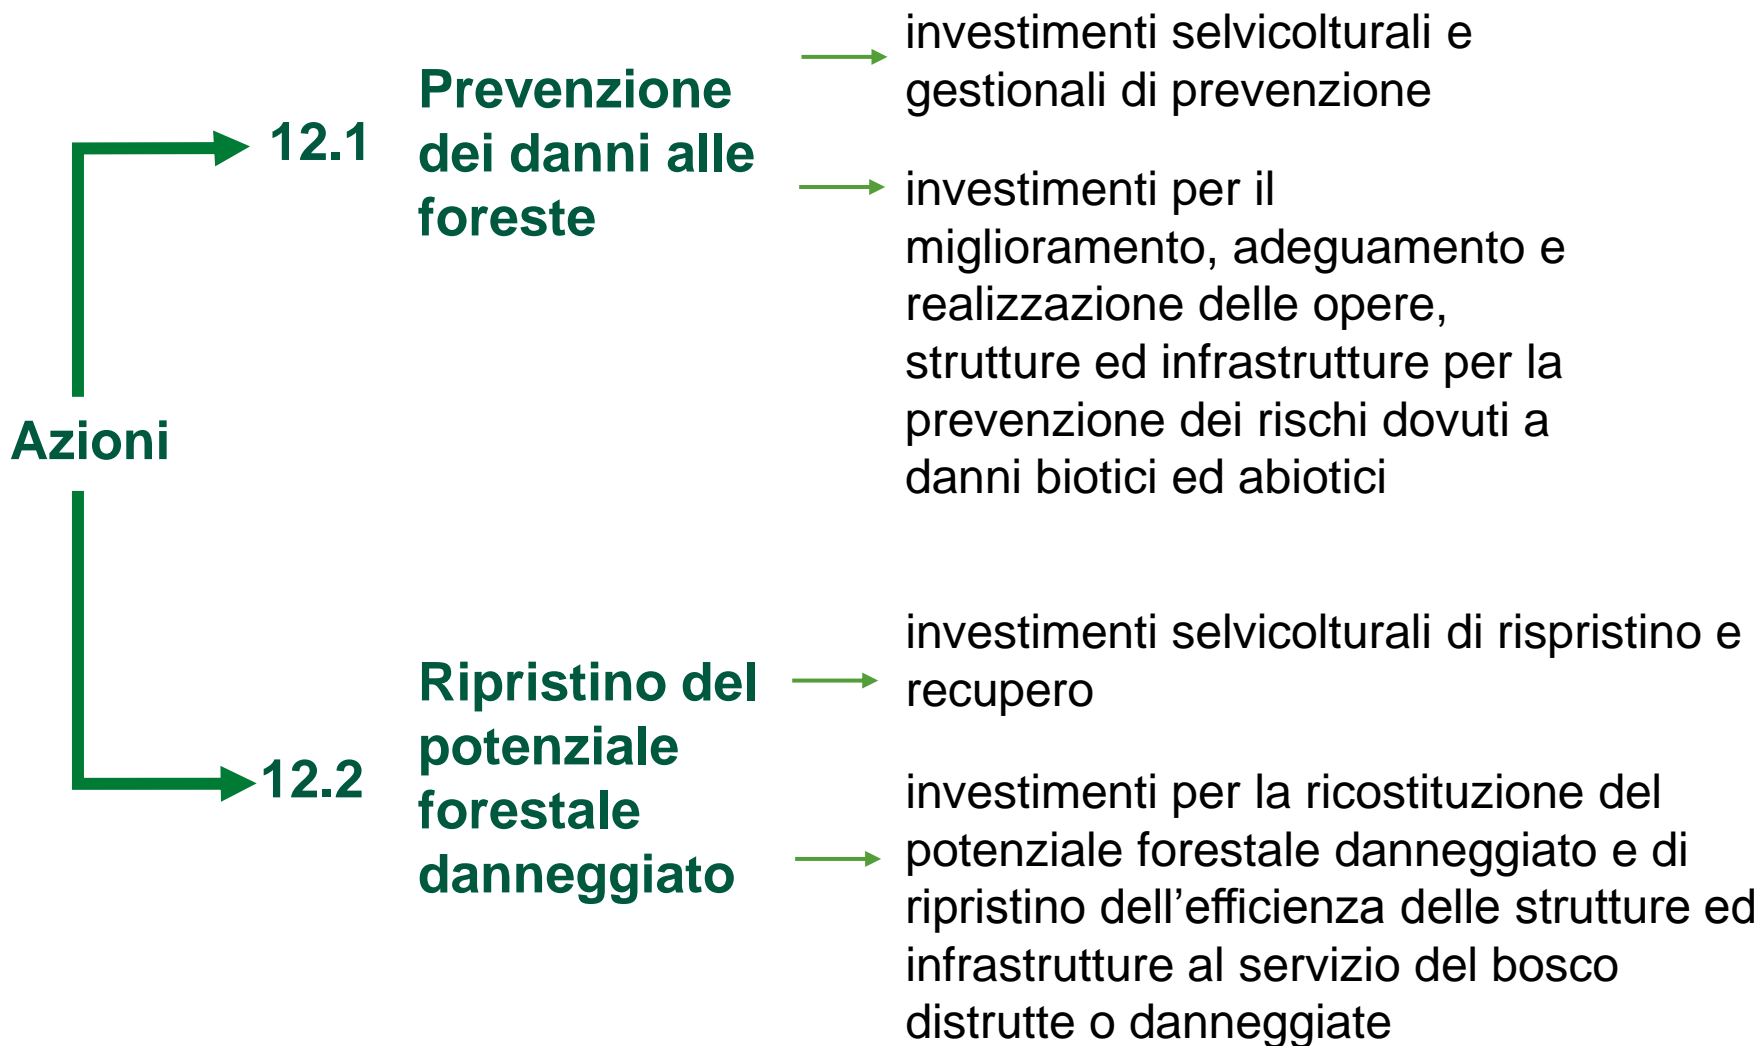 Azioni
12.1
Prevenzione
dei danni alle
foreste
investimenti selvicolturali e
gestionali di prevenzione
investimenti per il
miglioramento, adeguamento e
realizzazione delle opere,
strutture ed infrastrutture per la
prevenzione dei rischi dovuti a
danni biotici ed abiotici
12.2
Ripristino del
potenziale
forestale
danneggiato
investimenti selvicolturali di rispristino e
recupero
investimenti per la ricostituzione del
potenziale forestale danneggiato e di
ripristino dell’efficienza delle strutture ed
infrastrutture al servizio del bosco
distrutte o danneggiate